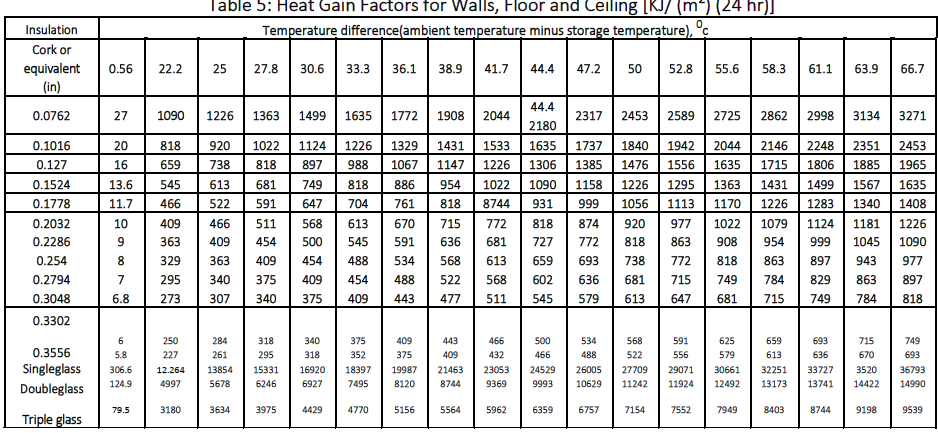 Table 5: Heat Gain Factors for Walls, Floor and Ceiling [KJ/ (m²) (24 hr)]
Insulation Temperature difference(ambient temperature minus storage temperature), ⁰c
Cork or equivalent (in) 0.56 22.2 25 27.8 30.6 33.3 36.1 38.9 41.7 44.4 47.2 50 52.8 55.6 58.3 61.1 63.9 66.7
0.0762 27 1090 1226 1363 1499 1635 1772 1908 2044 44.4 2180 2317 2453 2589 2725 2862 2998 3134 3271
0.1016 20 818 920 1022 1124 1226 1329 1431 1533 1635 1737 1840 1942 2044 2146 2248 2351 2453
0.127 16 659 738 818 897 988 1067 1147 1226 1306 1385 1476 1556 1635 1715 1806 1885 1965
0.1524 13.6 545 613 681 749 818 886 954 1022 1090 1158 1226 1295 1363 1431 1499 1567 1635
0.1778 11.7 466 522 591 647 704 761 818 8744 931 999 1056 1113 1170 1226 1283 1340 1408
0.2032 10 409 466 511 568 613 670 715 772 818 874 920 977 1022 1079 1124 1181 1226
0.2286 9 363 409 454 500 545 591 636 681 727 772 818 863 908 954 999 1045 1090
0.254 8 329 363 409 454 488 534 568 613 659 693 738 772 818 863 897 943 977
0.2794 7 295 340 375 409 454 488 522 568 602 636 681 715 749 784 829 863 897
0.3048 6.8 273 307 340 375 409 443 477 511 545 579 613 647 681 715 749 784 818
0.3302 6 250 284 318 340 375 409 443 466 500 534 568 591 625 659 693 715 749
0.3556 5.8 227 261 295 318 352 375 409 432 466 488 522 556 579 613 636 670 693
Singleglass 306.6 12.264 13854 15331 16920 18397 19987 21463 23053 24529 26005 27709 29071 30661 32251 33727 3520 36793
Doubleglass 124.9 4997 5678 6246 6927 7495 8120 8744 9369 9993 10629 11242 11924 12492 13173 13741 14422 14990
Triple glass 79.5 3180 3634 3975 4429 4770 5156 5564 5962 6359 6757 7154 7552 7949 8403 8744 9198 9539